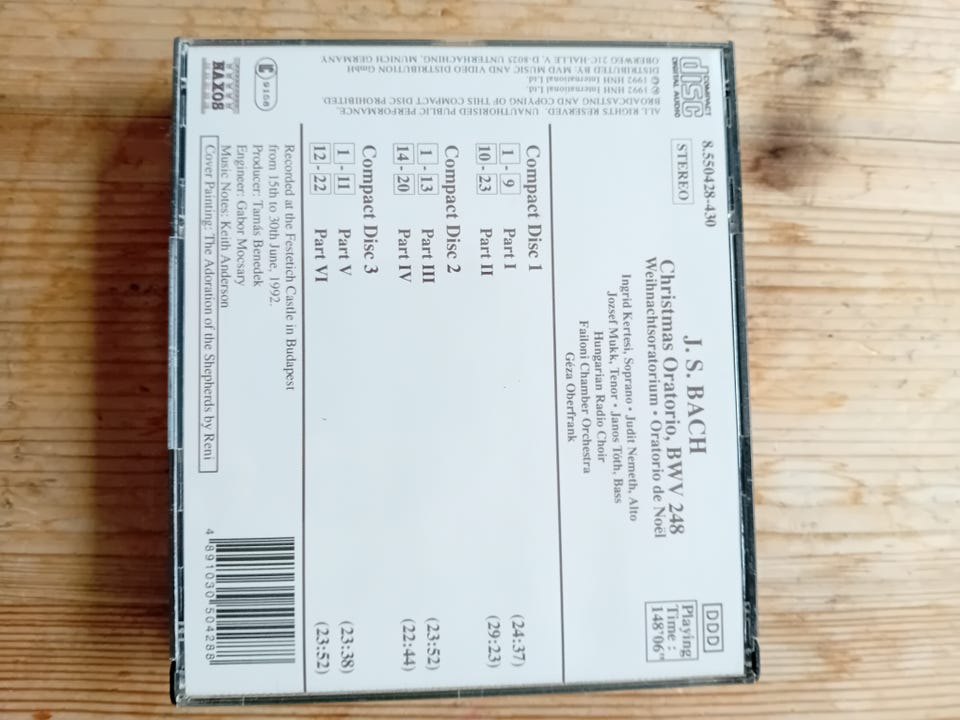 8.550428-430
STEREO
J. S. BACH
Christmas Oratorio, BWV 248
Weihnachtsoratorium • Oratorio de Noël
Ingrid Kertesi, Soprano • Judit Nemeth, Alto
Jozsef Mukk, Tenor • Janos Tóth, Bass
Hungarian Radio Choir
Failoni Chamber Orchestra
Géza Oberfrank
DDD
Playing
Time :
148'06"
Compact Disc 1
1 - 9 Part I (24:37)
10 - 23 Part II (29:23)
Compact Disc 2
1 - 13 Part III (23:52)
14 - 20 Part IV (22:44)
Compact Disc 3
1 - 11 Part V (23:38)
12 - 22 Part VI (23:52)
Recorded at the Festetich Castle in Budapest
from 15th to 30th June, 1992.
Producer: Tamás Benedek
Engineer: Gabor Mocsary
Music Notes: Keith Anderson
Cover Painting: The Adoration of the Shepherds by Reni
4 891030 504288
COMPACT
disc
DIGITAL AUDIO
ALL RIGHTS RESERVED. UNAUTHORISED PUBLIC PERFORMANCE,
BROADCASTING AND COPYING OF THIS COMPACT DISC PROHIBITED.
℗ 1992 HNH International Ltd.
© 1992 HNH International Ltd.
DISTRIBUTED BY: MVD MUSIC AND VIDEO DISTRIBUTION GmbH
OBERWEG 21C-HALLE V, D-8025 UNTERHACHING, MUNICH GERMANY
9108
NAXOS